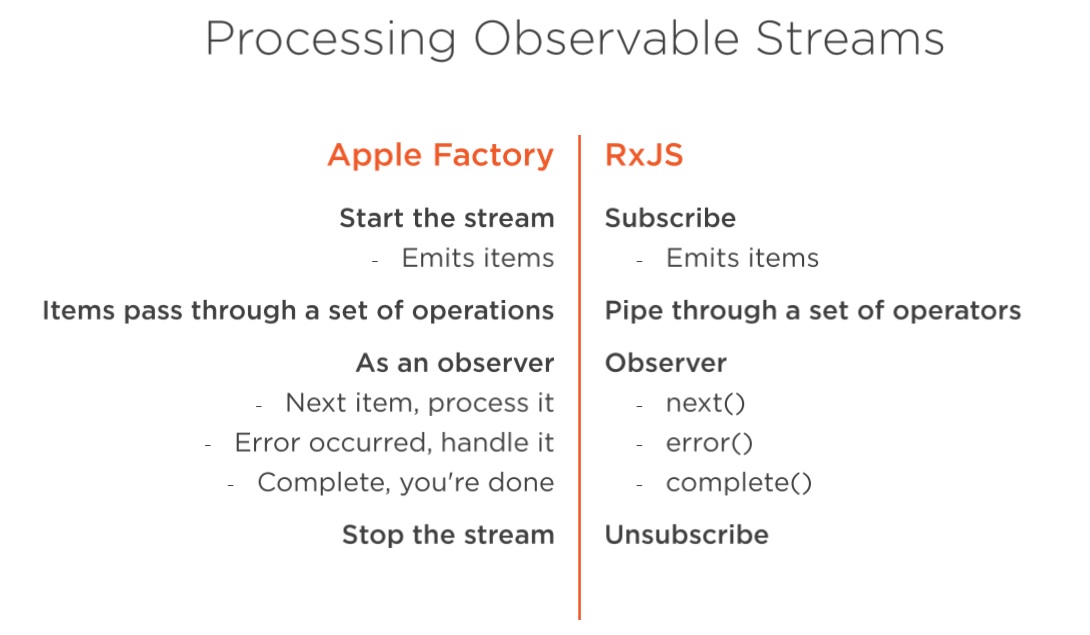 Processing Observable Streams
Apple Factory
Start the stream
- Emits items
Items pass through a set of operations
As an observer
- Next item, process it
- Error occurred, handle it
- Complete, you're done
Stop the stream
RxJS
Subscribe
- Emits items
Pipe through a set of operators
Observer
- next()
- error()
- complete()
Unsubscribe